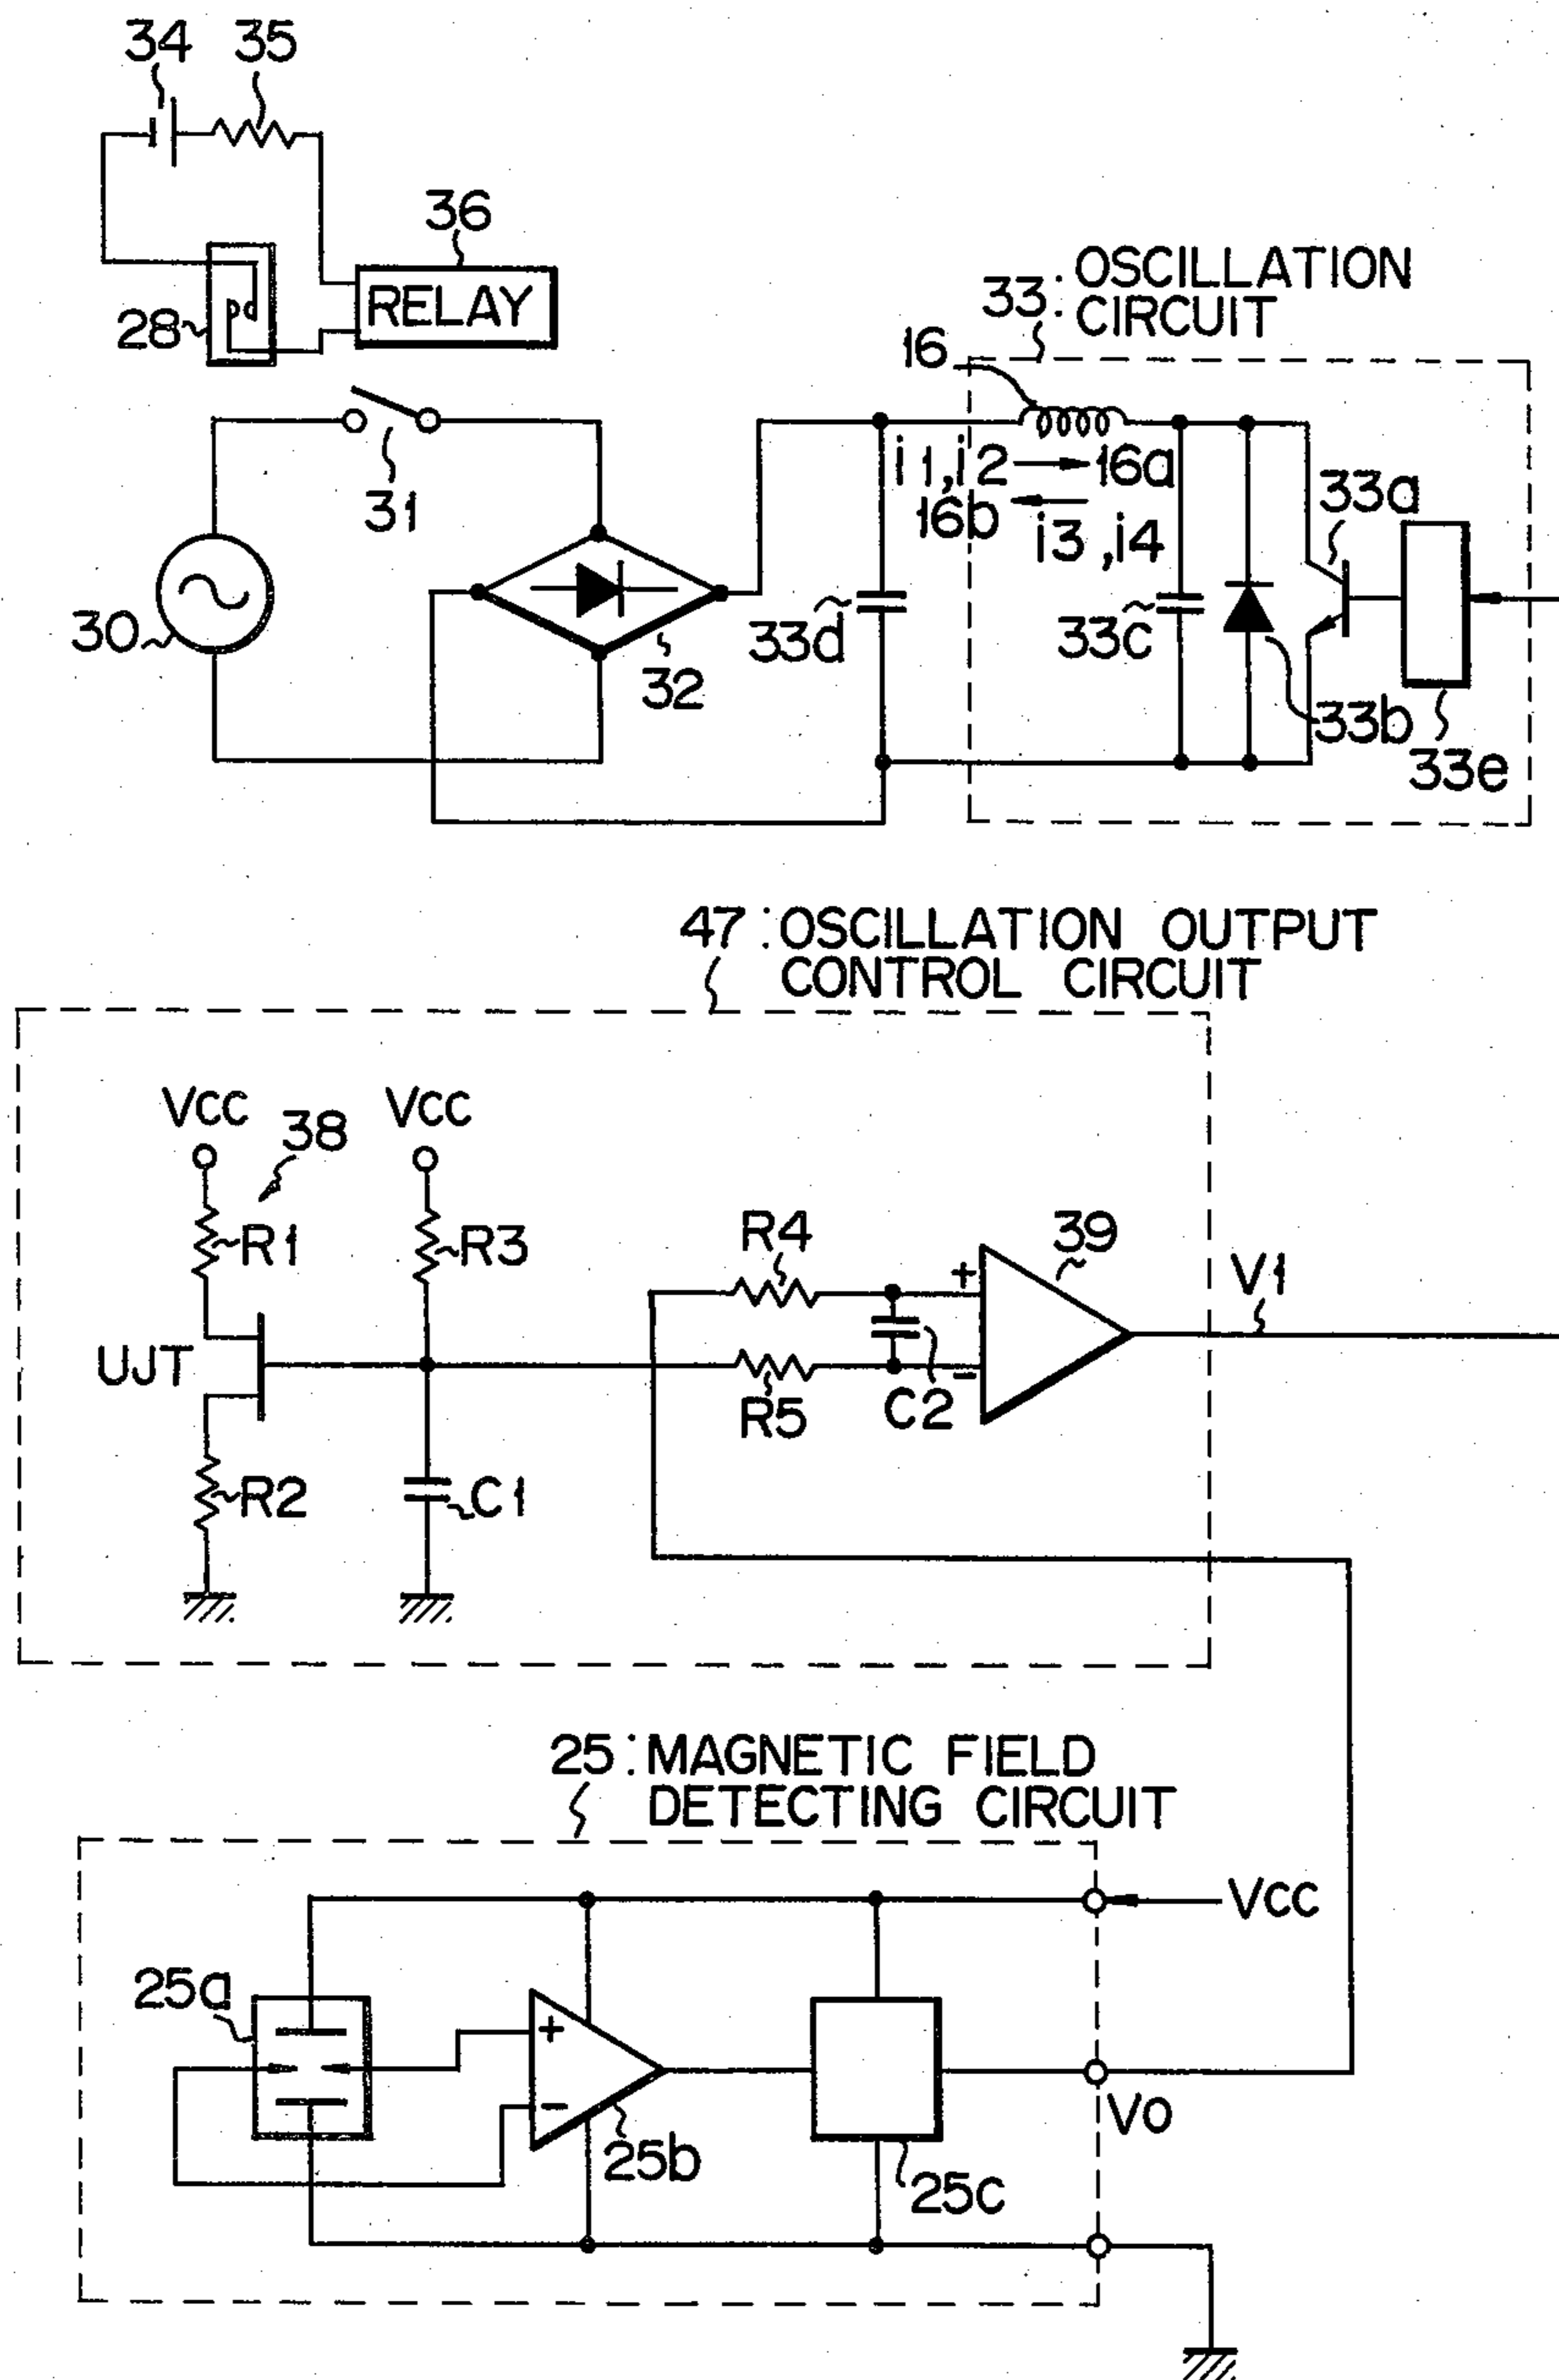 34 35
36
RELAY
28
33: OSCILLATION
CIRCUIT
16
31
i1,i2 16a
16b
i3,i4
33a
30
32
33d
33c
33b
33e
47: OSCILLATION OUTPUT
CONTROL CIRCUIT
VCC 38 VCC
R1 R3
R4
39
+
V1
UJT
-
R5 C2
R2 C1
25: MAGNETIC FIELD
DETECTING CIRCUIT
VCC
25a
+
-
VO
25b
25c